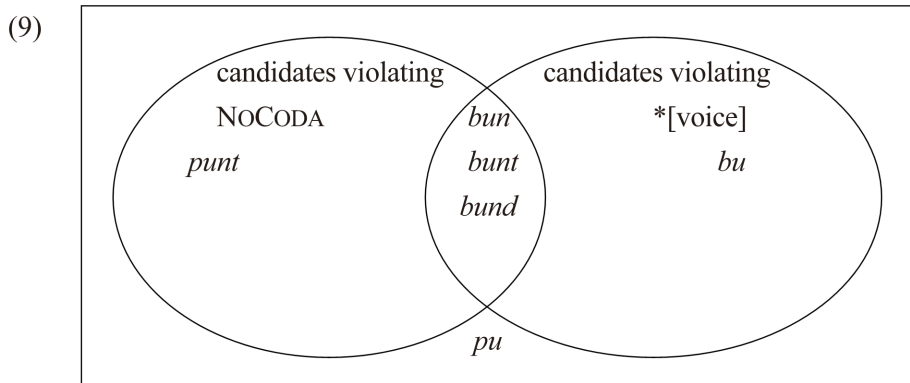 (9)
candidates violating candidates violating
NOCODA bun *[voice]
punt bunt bu
bund
pu